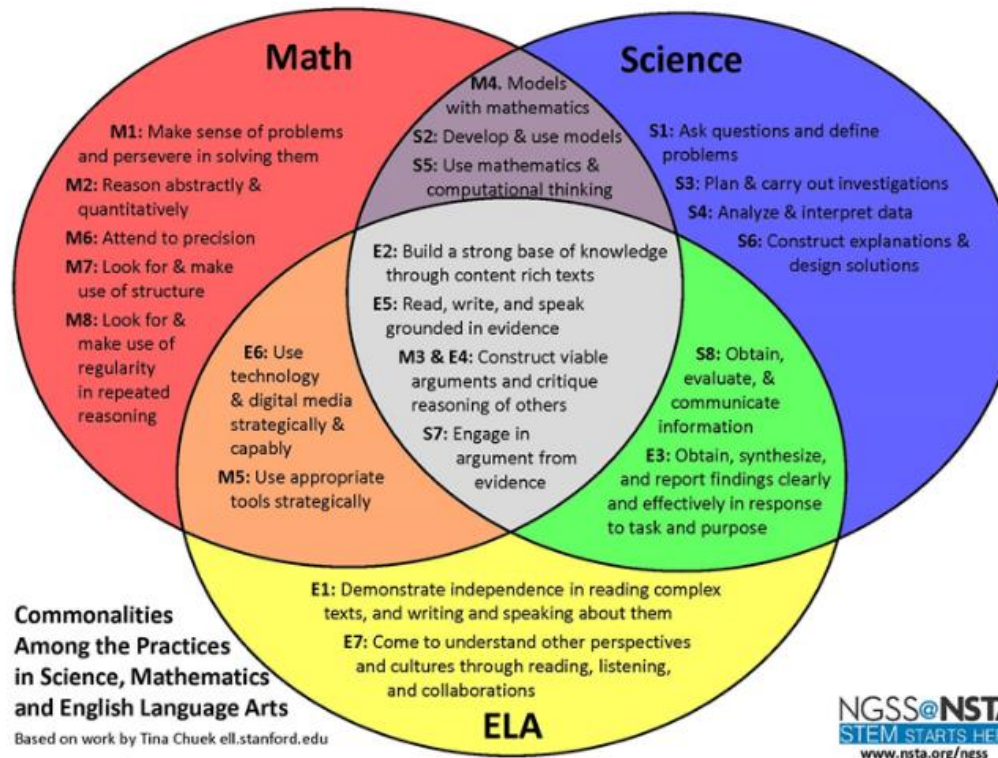 Math
Science
M1: Make sense of problems
and persevere in solving them
M2: Reason abstractly &
quantitatively
M6: Attend to precision
M7: Look for & make
use of structure
M8: Look for &
make use of
regularity
in repeated
reasoning
M4. Models
with mathematics
S2: Develop & use models
S5: Use mathematics &
computational thinking
S1: Ask questions and define
problems
S3: Plan & carry out investigations
S4: Analyze & interpret data
S6: Construct explanations &
design solutions
E2: Build a strong base of knowledge
through content rich texts
E5: Read, write, and speak
grounded in evidence
M3 & E4: Construct viable
arguments and critique
reasoning of others
S7: Engage in
argument from
evidence
E6: Use
technology
& digital media
strategically &
capably
M5: Use appropriate
tools strategically
S8: Obtain,
evaluate, &
communicate
information
E3: Obtain, synthesize,
and report findings clearly
and effectively in response
to task and purpose
E1: Demonstrate independence in reading complex
texts, and writing and speaking about them
E7: Come to understand other perspectives
and cultures through reading, listening,
and collaborations
ELA
Commonalities
Among the Practices
in Science, Mathematics
and English Language Arts
Based on work by Tina Chuek ell.stanford.edu
NGSS@NSTA
STEM STARTS HE
www.nsta.org/ngss